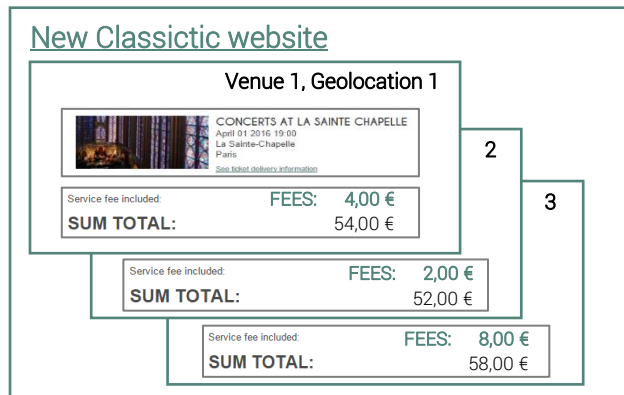 New Classictic website
Venue 1, Geolocation 1
CONCERTS AT LA SAINTE CHAPELLE
April 01 2016 19:00
La Sainte-Chapelle
Paris
See ticket delivery information
Service fee included: FEES: 4,00 €
SUM TOTAL: 54,00 €
2
Service fee included: FEES: 2,00 €
SUM TOTAL: 52,00 €
3
Service fee included: FEES: 8,00 €
SUM TOTAL: 58,00 €